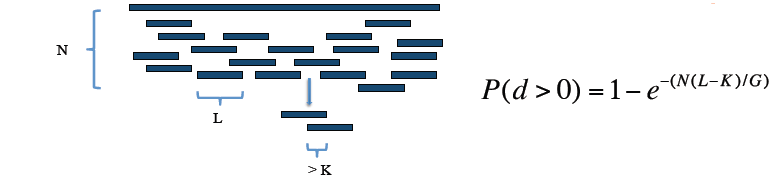 N
P(d > 0) = 1 − e^{−(N(L−K)/G)}
L
> K